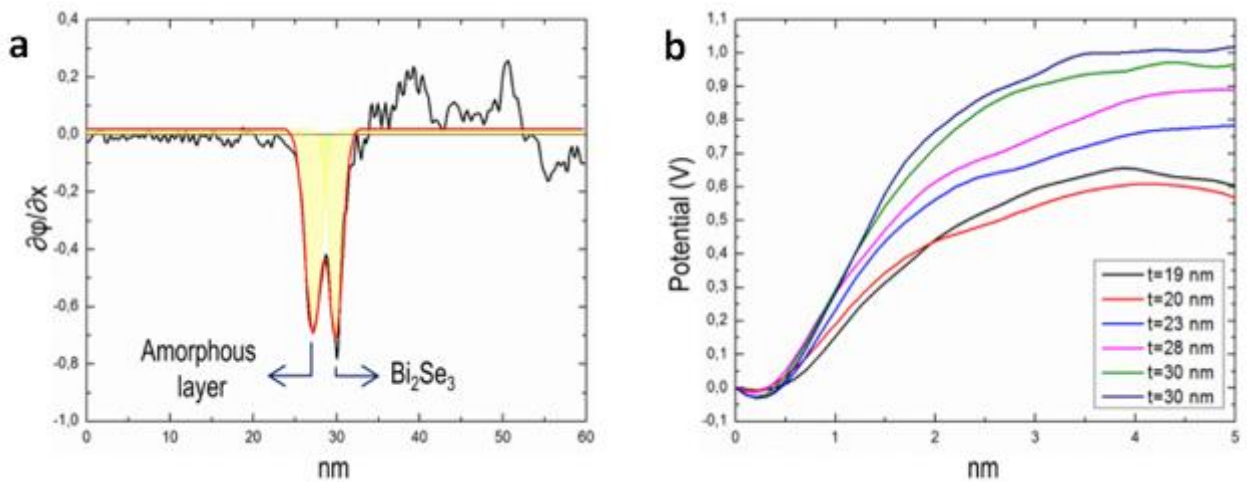 a
0,4
0,2
0,0
-0,2
-0,4
-0,6
-0,8
-1,0
∂φ/∂x
Amorphous
layer
Bi₂Se₃
0 10 20 30 40 50 60
nm
b
1,1
1,0
0,9
0,8
0,7
0,6
0,5
0,4
0,3
0,2
0,1
0,0
-0,1
Potential (V)
t=19 nm
t=20 nm
t=23 nm
t=28 nm
t=30 nm
t=30 nm
0 1 2 3 4 5
nm